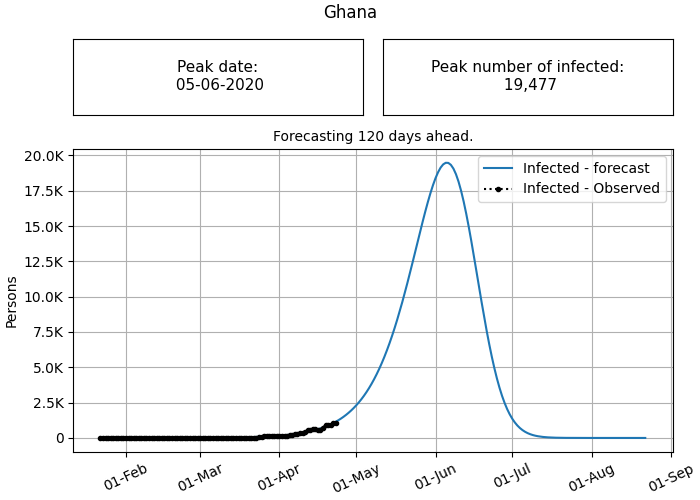 Ghana
Peak date:
05-06-2020
Peak number of infected:
19,477
Forecasting 120 days ahead.
Infected - forecast
Infected - Observed
Persons
20.0K
17.5K
15.0K
12.5K
10.0K
7.5K
5.0K
2.5K
0
01-Feb
01-Mar
01-Apr
01-May
01-Jun
01-Jul
01-Aug
01-Sep